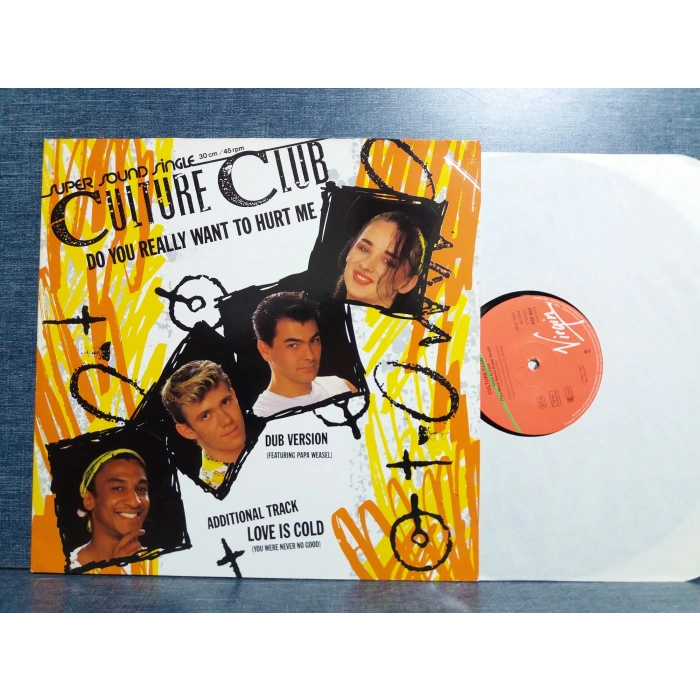 SUPER SOUND SINGLE 30 cm / 45 rpm
CULTURE CLUB
DO YOU REALLY WANT TO HURT ME
DUB VERSION
(FEATURING PAPA WEASEL)
ADDITIONAL TRACK
LOVE IS COLD
(YOU WERE NEVER NO GOOD)
Virgin